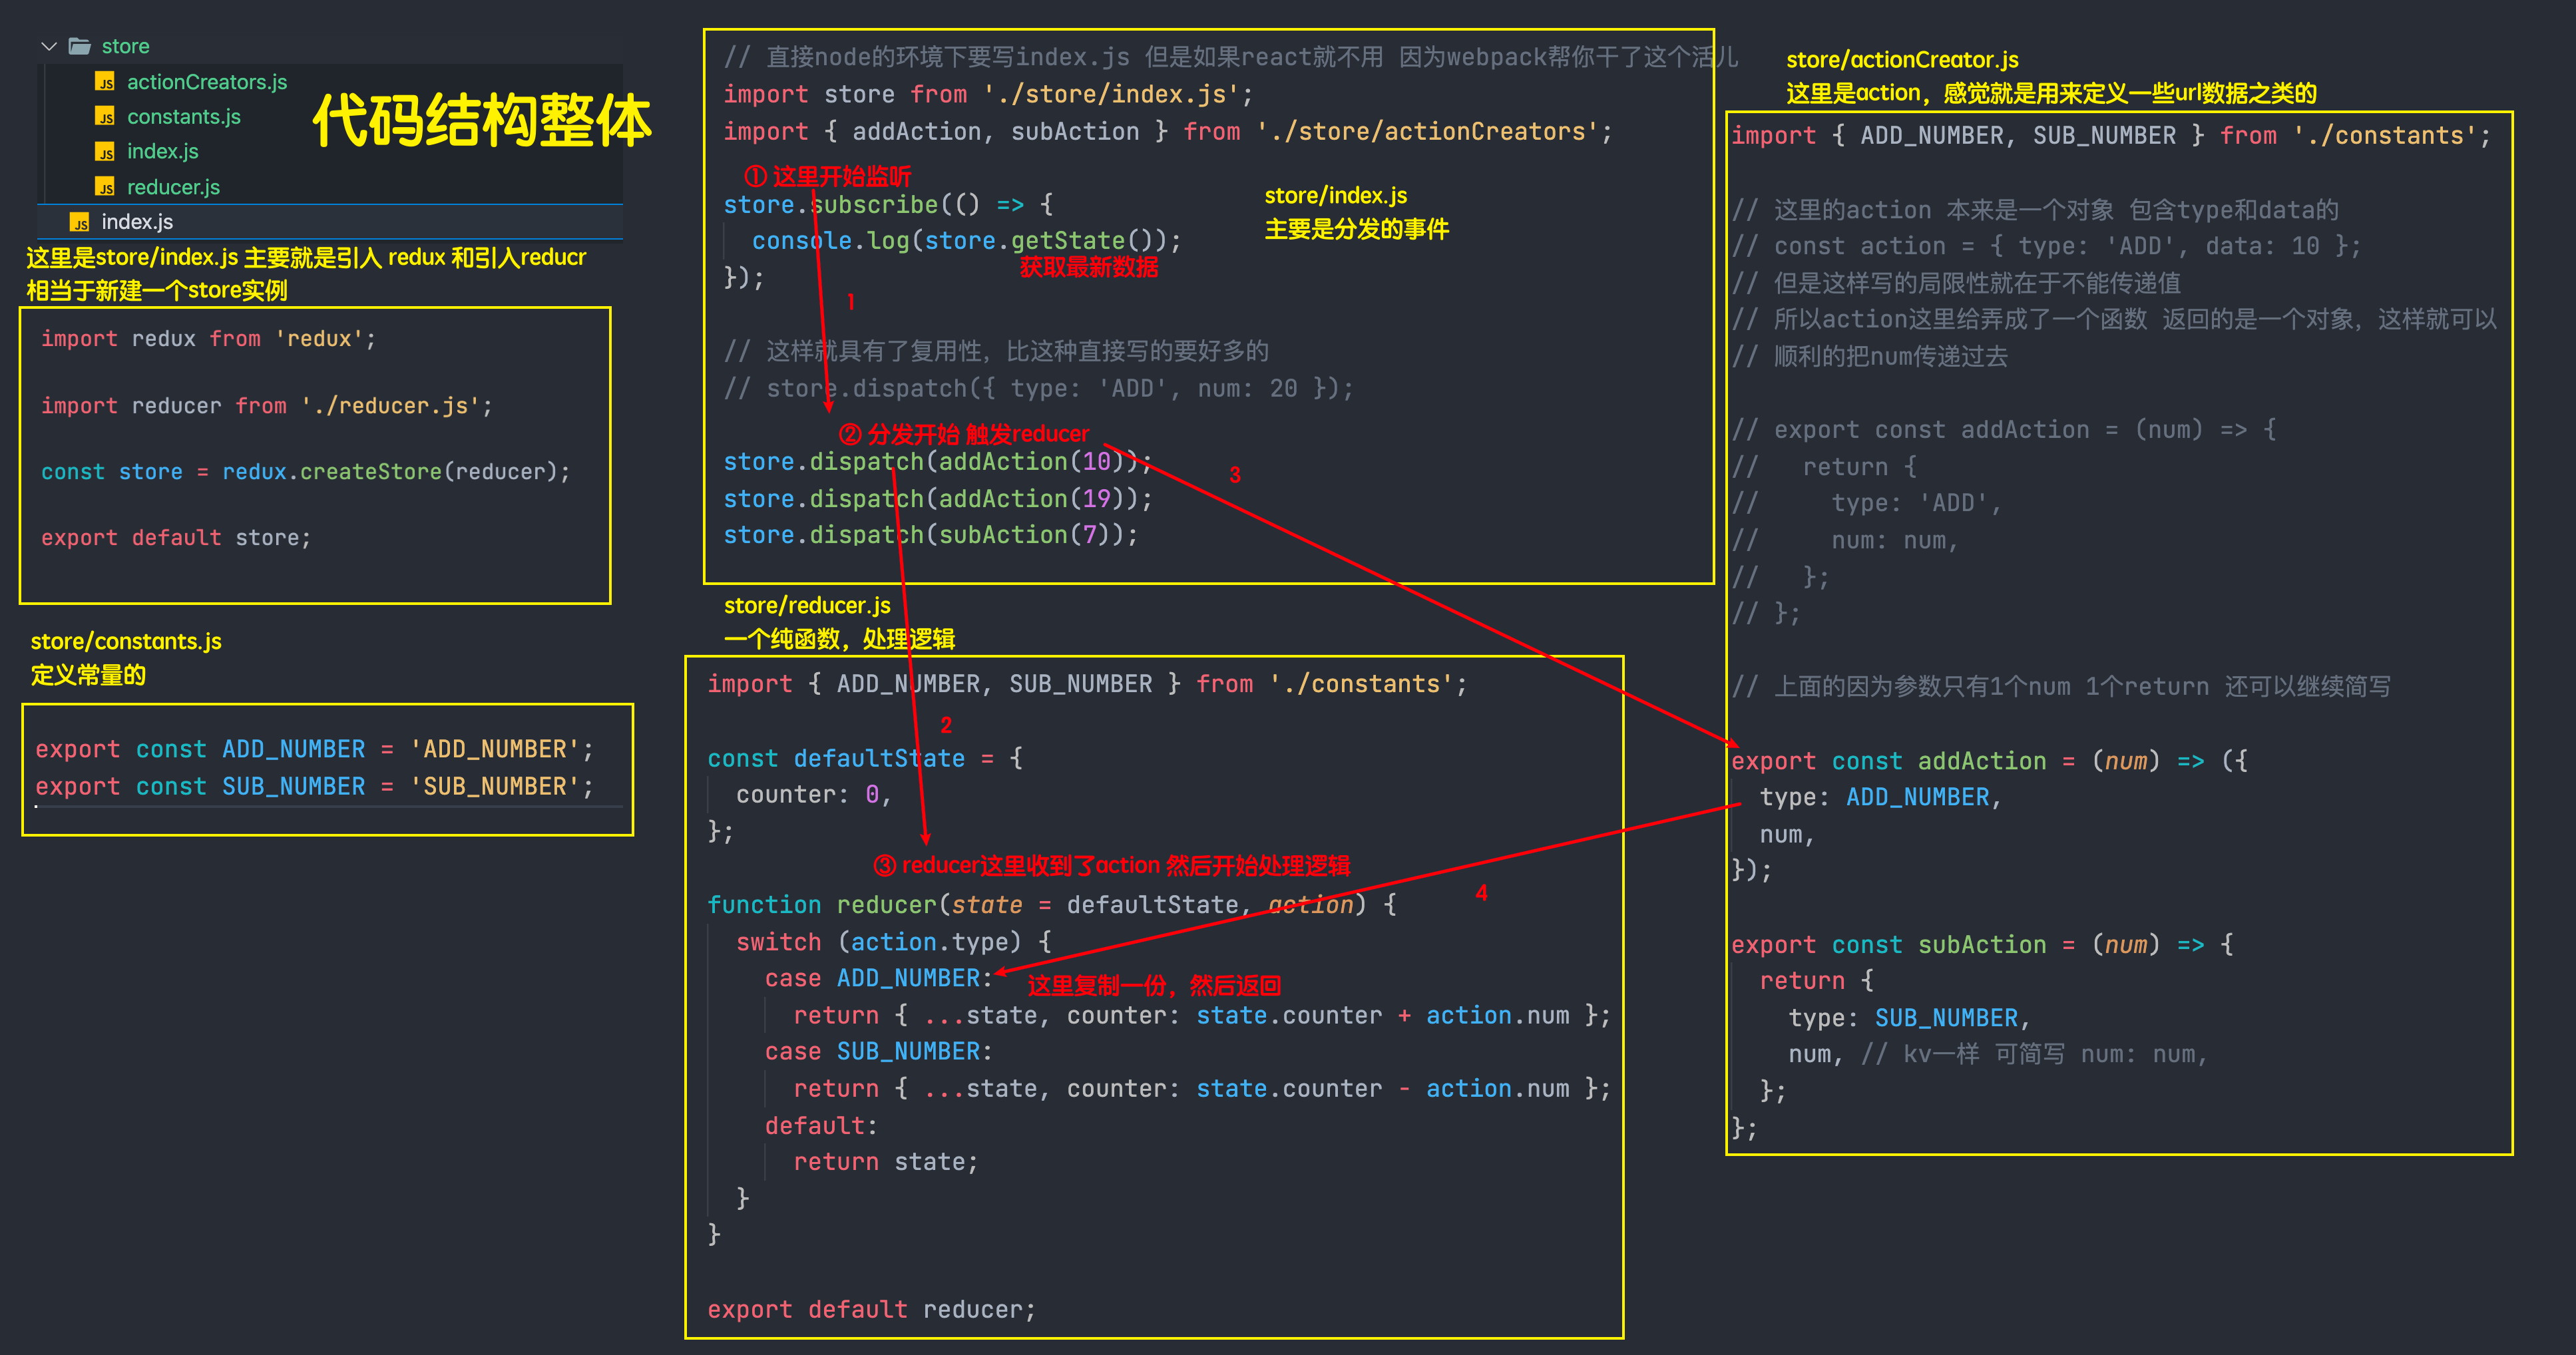 store
actionCreators.js
constants.js
index.js
reducer.js
index.js
代码结构整体
这里是store/index.js 主要就是引入 redux 和引入reducr
相当于新建一个store实例
import redux from 'redux';
import reducer from './reducer.js';
const store = redux.createStore(reducer);
export default store;
store/constants.js
定义常量的
export const ADD_NUMBER = 'ADD_NUMBER';
export const SUB_NUMBER = 'SUB_NUMBER';
// 直接node的环境下要写index.js 但是如果react就不用 因为webpack帮你干了这个活儿
import store from './store/index.js';
import { addAction, subAction } from './store/actionCreators';
① 这里开始监听
store.subscribe(() => {
console.log(store.getState());
获取最新数据
});
store/index.js
主要是分发的事件
1
// 这样就具有了复用性，比这种直接写的要好多的
// store.dispatch({ type: 'ADD', num: 20 });
② 分发开始 触发reducer
store.dispatch(addAction(10));
store.dispatch(addAction(19));
store.dispatch(subAction(7));
3
store/reducer.js
一个纯函数，处理逻辑
import { ADD_NUMBER, SUB_NUMBER } from './constants';
2
const defaultState = {
counter: 0,
};
③ reducer这里收到了action 然后开始处理逻辑
4
function reducer(state = defaultState, action) {
switch (action.type) {
case ADD_NUMBER:
这里复制一份，然后返回
return { ...state, counter: state.counter + action.num };
case SUB_NUMBER:
return { ...state, counter: state.counter - action.num };
default:
return state;
}
}
export default reducer;
store/actionCreator.js
这里是action，感觉就是用来定义一些url数据之类的
import { ADD_NUMBER, SUB_NUMBER } from './constants';
// 这里的action 本来是一个对象 包含type和data的
// const action = { type: 'ADD', data: 10 };
// 但是这样写的局限性就在于不能传递值
// 所以action这里给弄成了一个函数 返回的是一个对象，这样就可以
// 顺利的把num传递过去
// export const addAction = (num) => {
// return {
// type: 'ADD',
// num: num,
// };
// };
// 上面的因为参数只有1个num 1个return 还可以继续简写
export const addAction = (num) => ({
type: ADD_NUMBER,
num,
});
export const subAction = (num) => {
return {
type: SUB_NUMBER,
num, // kv一样 可简写 num: num,
};
};